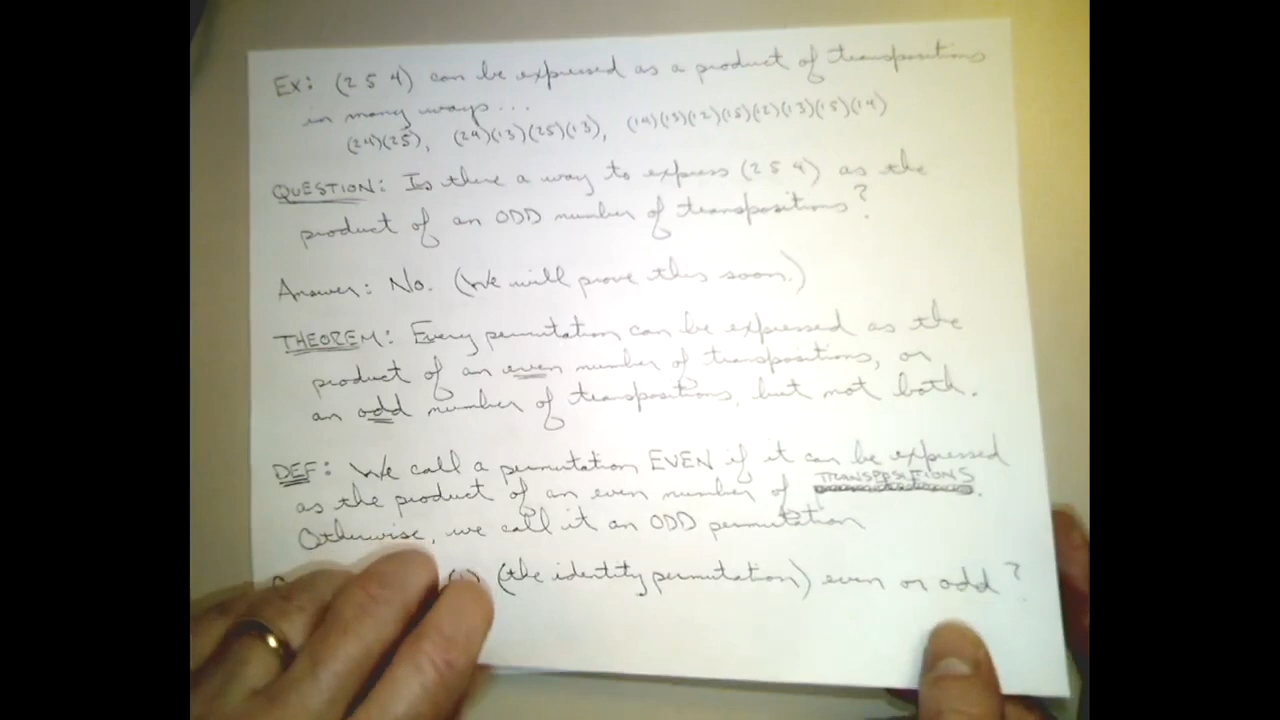 Ex: (2 5 4) can be expressed as a product of transpositions
in many ways...
(24)(25), (24)(13)(25)(13), (14)(13)(12)(15)(12)(13)(15)(14)
QUESTION: Is there a way to express (2 5 4) as the
product of an ODD number of transpositions?
Answer: No. (We will prove this soon.)
THEOREM: Every permutation can be expressed as the
product of an even number of transpositions, or
an odd number of transpositions, but not both.
DEF: We call a permutation EVEN if it can be expressed
as the product of an even number of TRANSPOSITIONS.
Otherwise, we call it an ODD permutation
(1) (the identity permutation) even or odd?